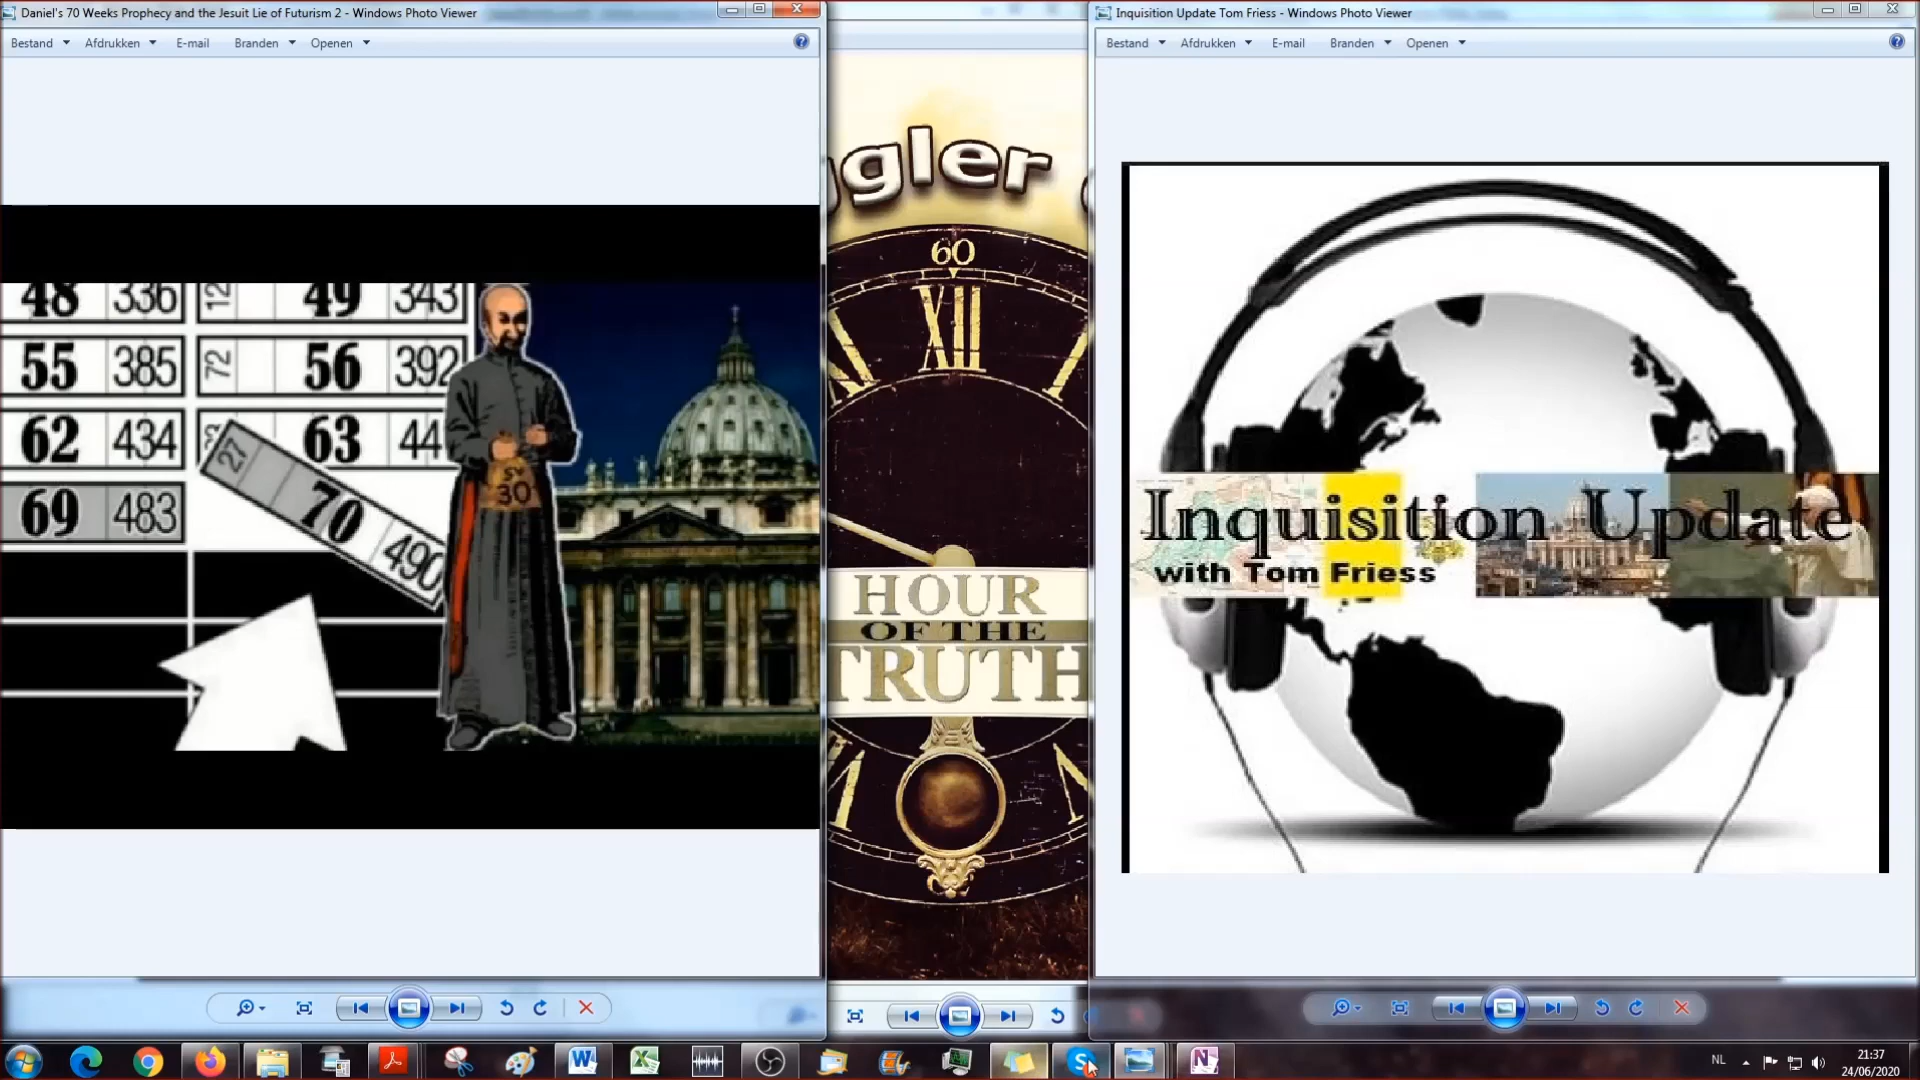 Daniel's 70 Weeks Prophecy and the Jesuit Lie of Futurism 2 - Windows Photo Viewer
Bestand Afdrukken E-mail Branden Openen
48 336 12 49 343
55 385 72 56 392
62 434 63 44
69 483 27 70 490
SV
30
gler
60
XII
HOUR
OF THE
TRUTH
Inquisition Update Tom Friess - Windows Photo Viewer
Bestand Afdrukken E-mail Branden Openen
Inquisition Update
with Tom Friess
NL
21:37
24/06/2020